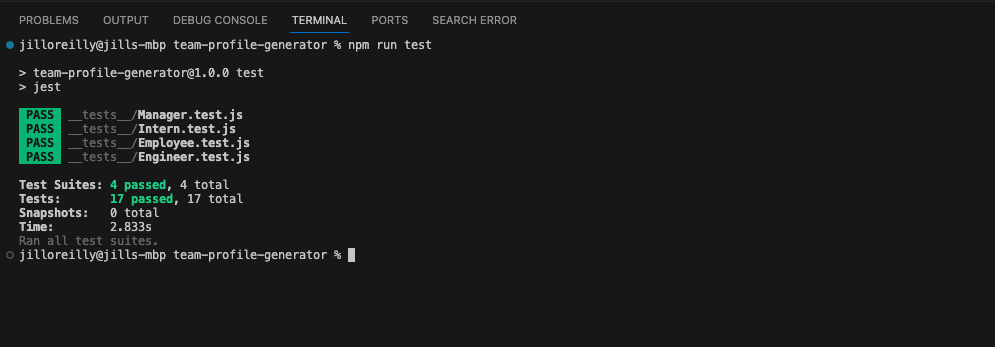 PROBLEMS OUTPUT DEBUG CONSOLE TERMINAL PORTS SEARCH ERROR
jilloreilly@jills-mbp team-profile-generator % npm run test
> team-profile-generator@1.0.0 test
> jest
PASS __tests__/Manager.test.js
PASS __tests__/Intern.test.js
PASS __tests__/Employee.test.js
PASS __tests__/Engineer.test.js
Test Suites: 4 passed, 4 total
Tests: 17 passed, 17 total
Snapshots: 0 total
Time: 2.833s
Ran all test suites.
jilloreilly@jills-mbp team-profile-generator %